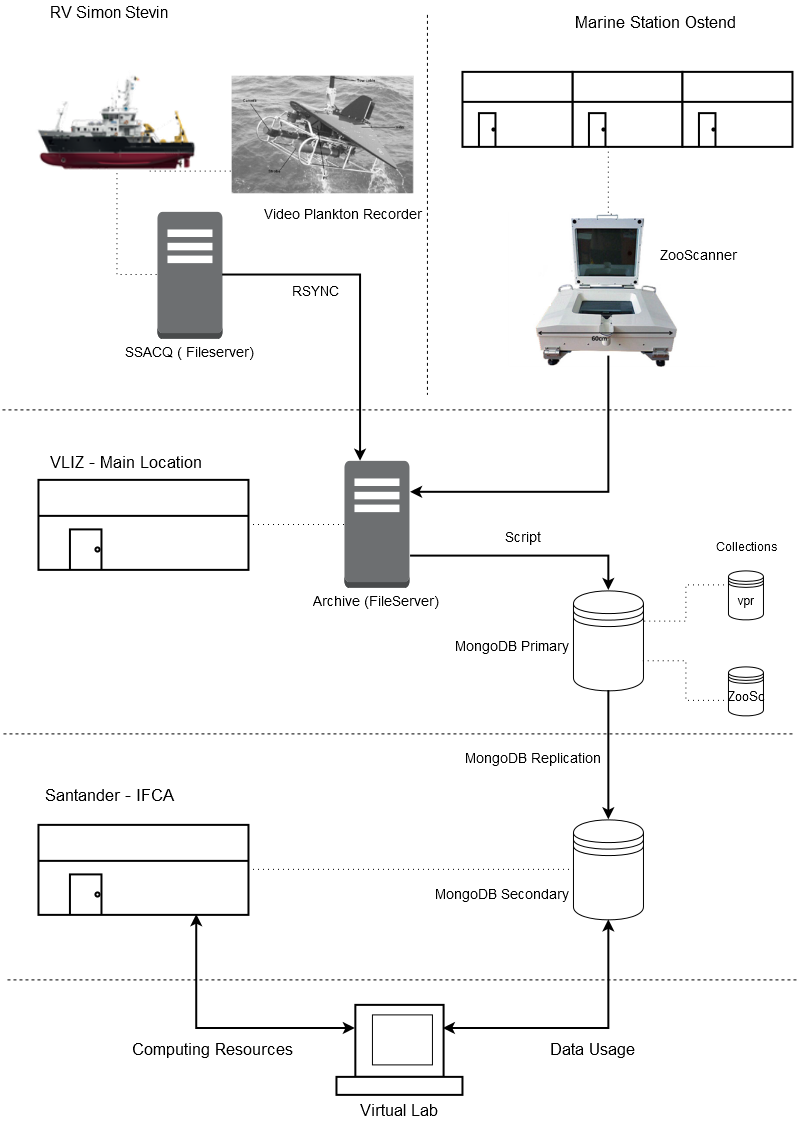 RV Simon Stevin
Marine Station Ostend
Video Plankton Recorder
ZooScanner
RSYNC
60cm
SSACQ ( Fileserver)
VLIZ - Main Location
Script
Collections
vpr
Archive (FileServer)
MongoDB Primary
ZooSc
MongoDB Replication
Santander - IFCA
MongoDB Secondary
Computing Resources
Data Usage
Virtual Lab